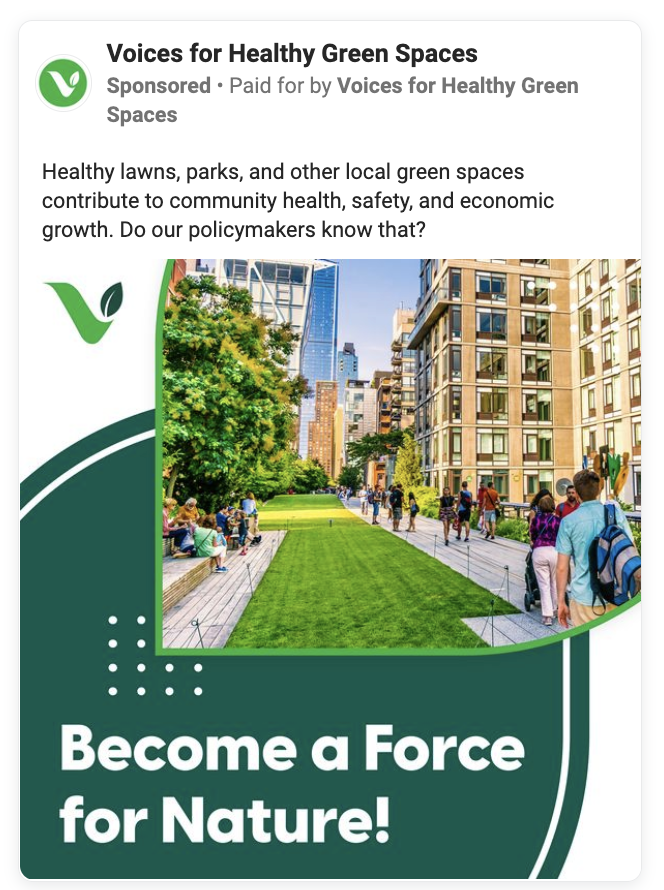 Voices for Healthy Green Spaces
Sponsored • Paid for by Voices for Healthy Green
Spaces
Healthy lawns, parks, and other local green spaces
contribute to community health, safety, and economic
growth. Do our policymakers know that?
Become a Force
for Nature!